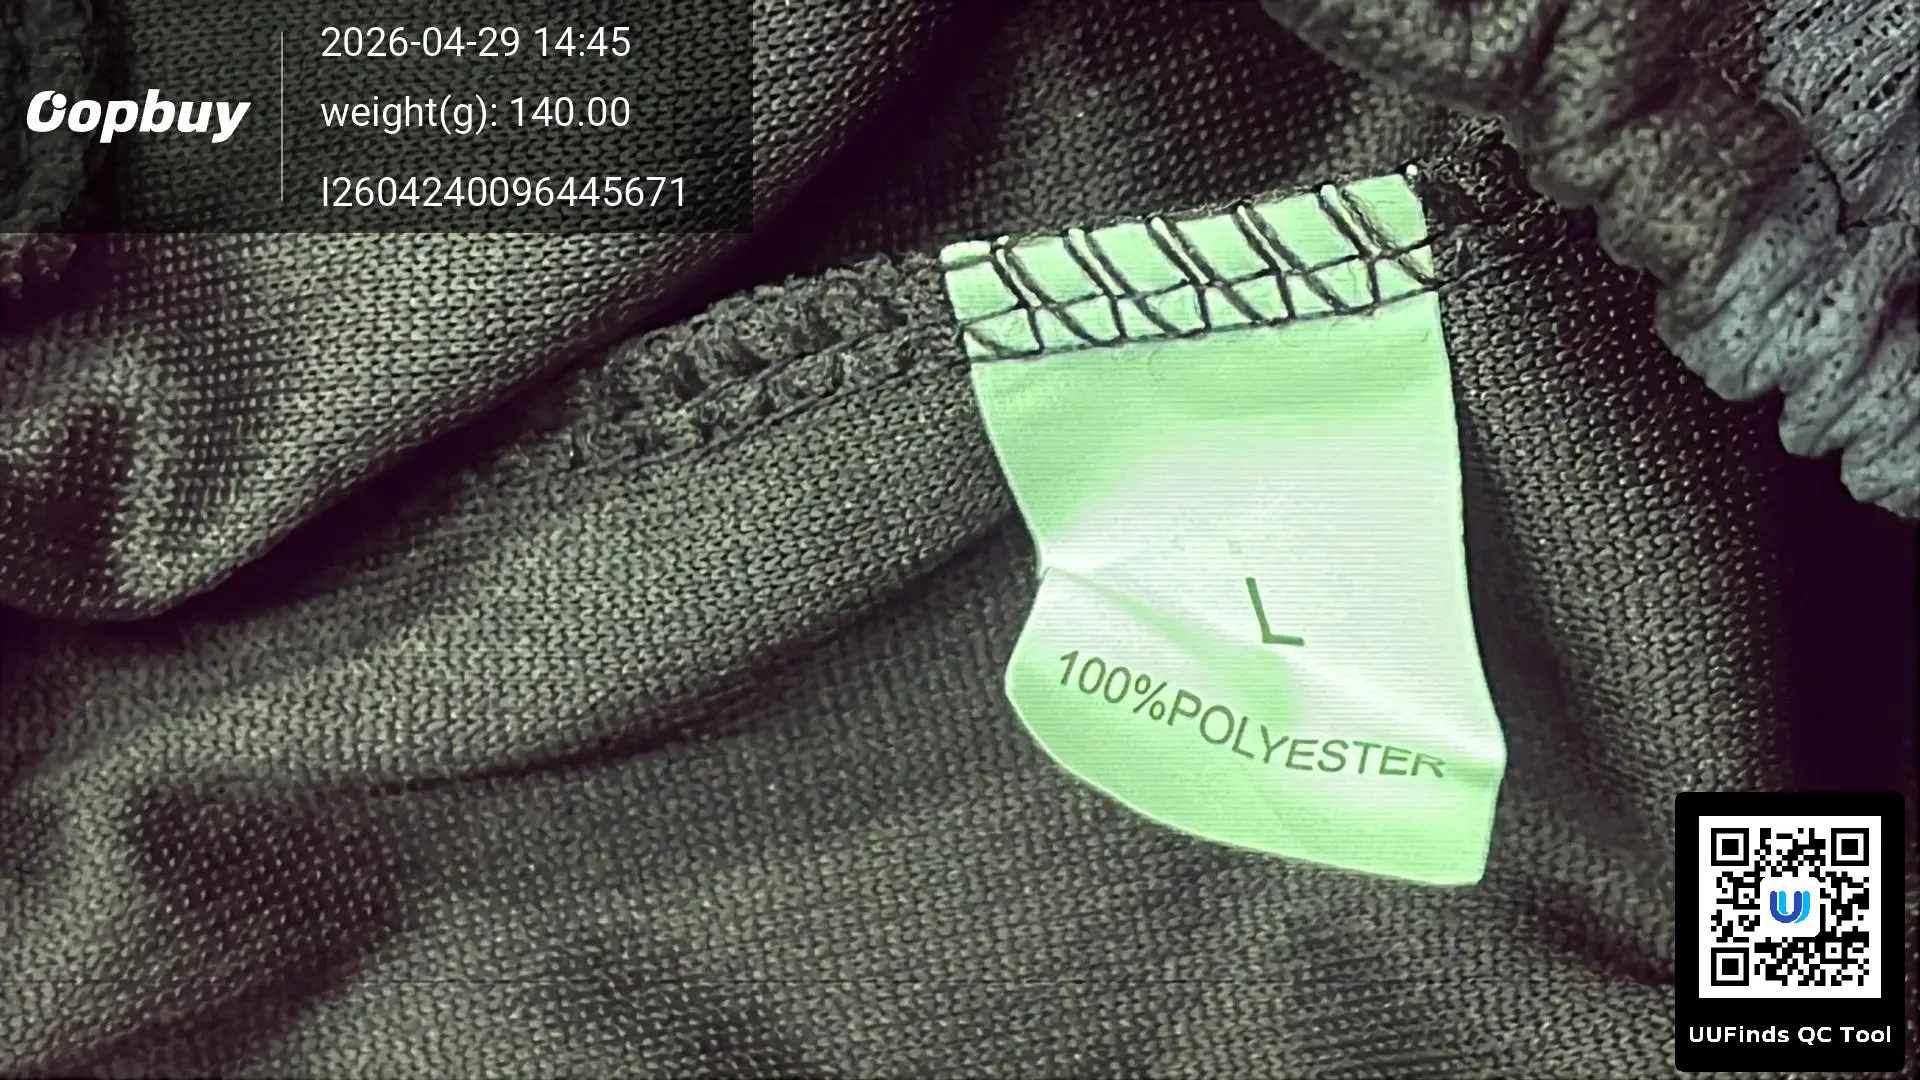 Oopbuy
2026-04-29 14:45
weight(g): 140.00
I2604240096445671
L
100%POLYESTER
UUFinds QC Tool